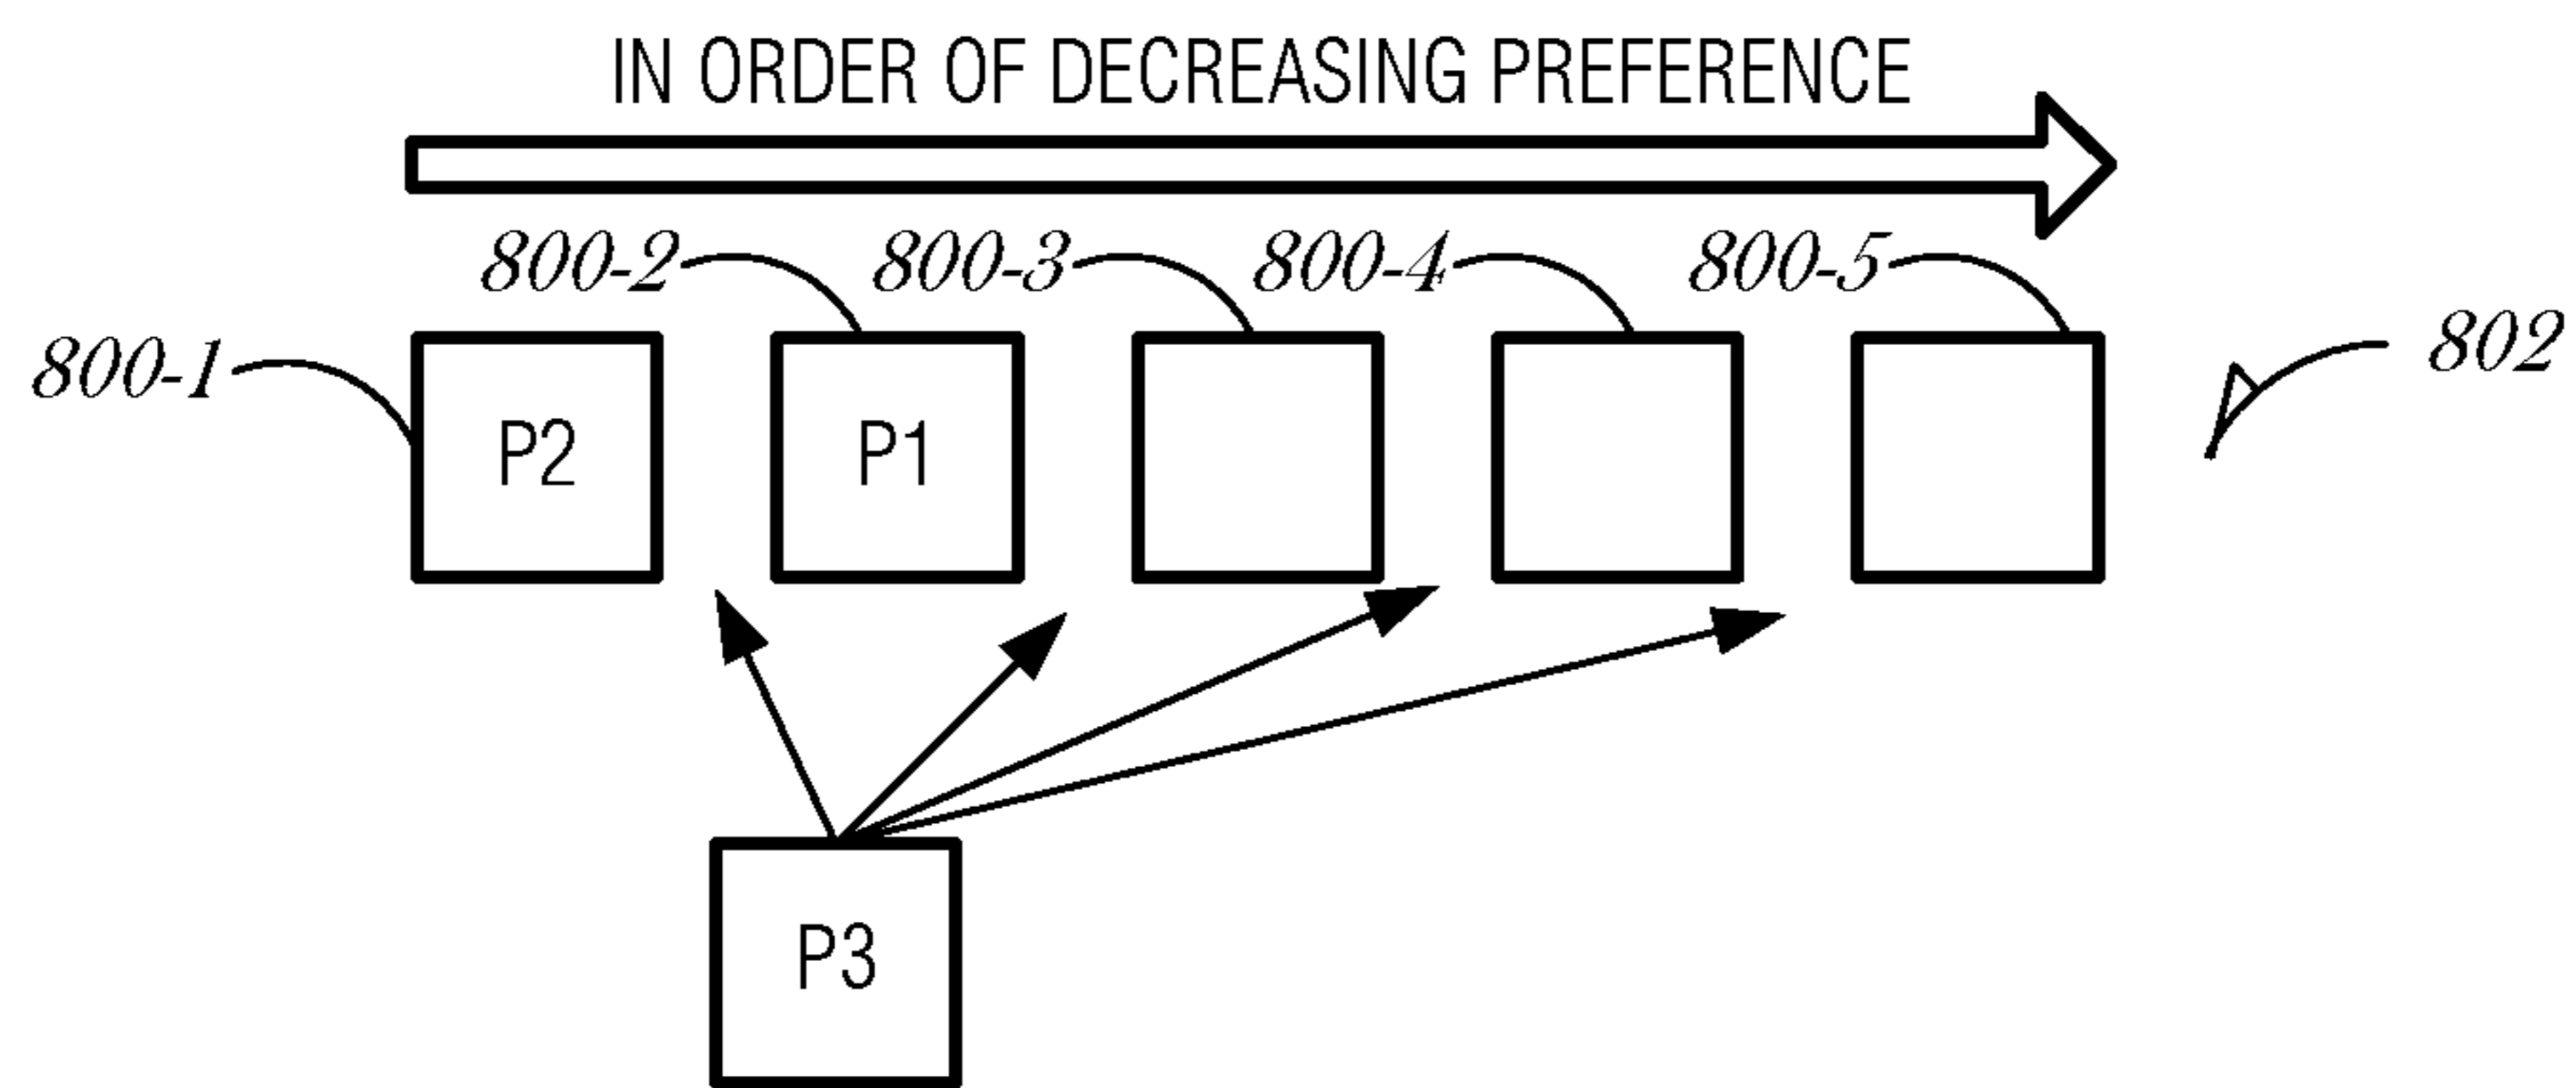 IN ORDER OF DECREASING PREFERENCE
800-2 800-3 800-4 800-5
800-1 802
P2 P1
P3